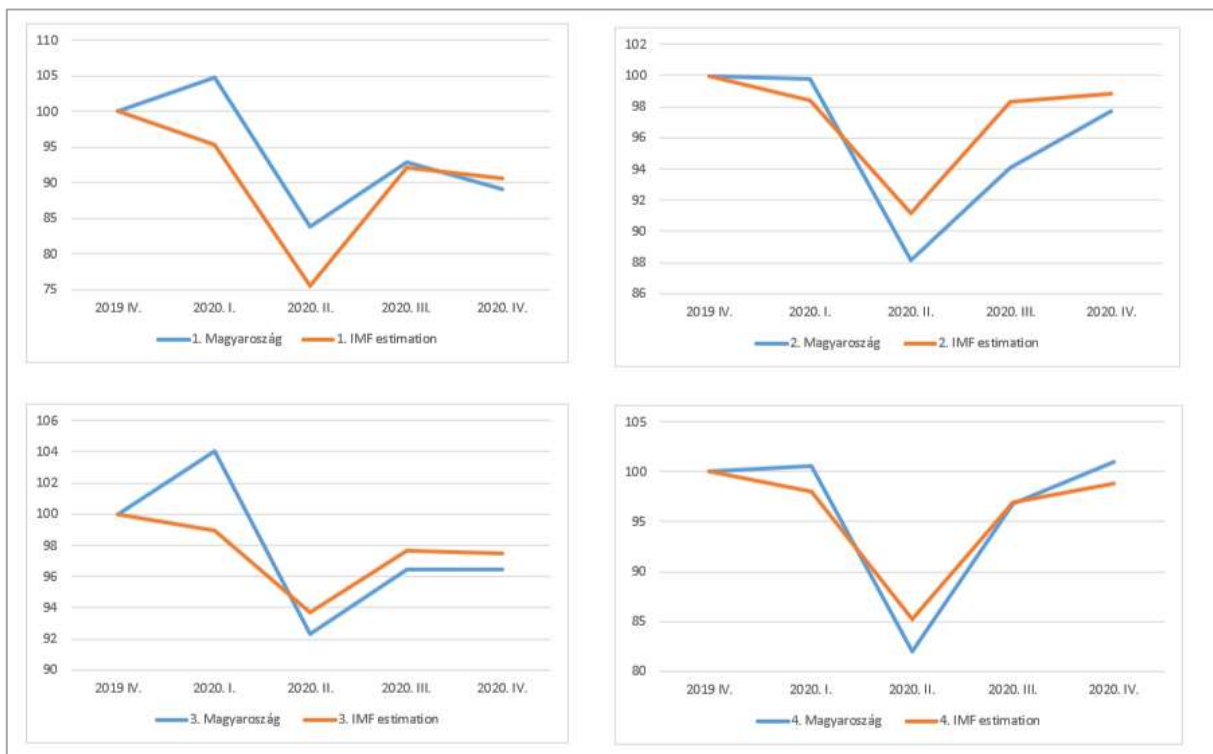 110
105
100
95
90
85
80
75
2019 IV.
2020. I.
2020. II.
2020. III.
2020. IV.
1. Magyaroszág
1. IMF estimation
102
100
98
96
94
92
90
88
86
2019 IV.
2020. I.
2020. II.
2020. III.
2020. IV.
2. Magyaroszág
2. IMF estimation
106
104
102
100
98
96
94
92
90
2019 IV.
2020. I.
2020. II.
2020. III.
2020. IV.
3. Magyaroszág
3. IMF estimation
105
100
95
90
85
80
2019 IV.
2020. I.
2020. II.
2020. III.
2020. IV.
4. Magyaroszág
4. IMF estimation